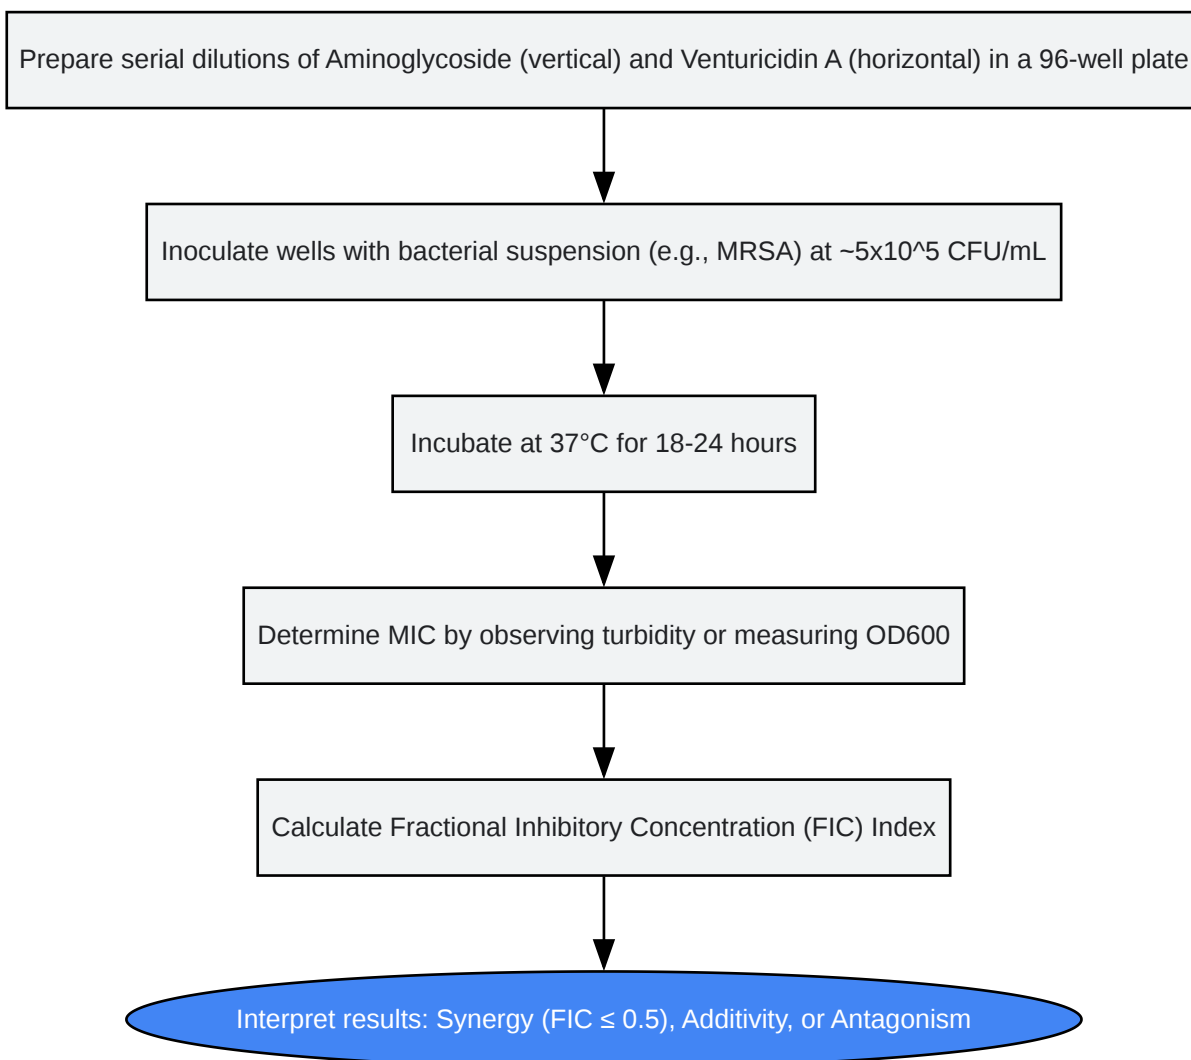 Prepare serial dilutions of Aminoglycoside (vertical) and Venturicidin A (horizontal) in a 96-well plate
Inoculate wells with bacterial suspension (e.g., MRSA) at ~5x10^5 CFU/mL
Incubate at 37°C for 18-24 hours
Determine MIC by observing turbidity or measuring OD600
Calculate Fractional Inhibitory Concentration (FIC) Index
Interpret results: Synergy (FIC ≤ 0.5), Additivity, or Antagonism